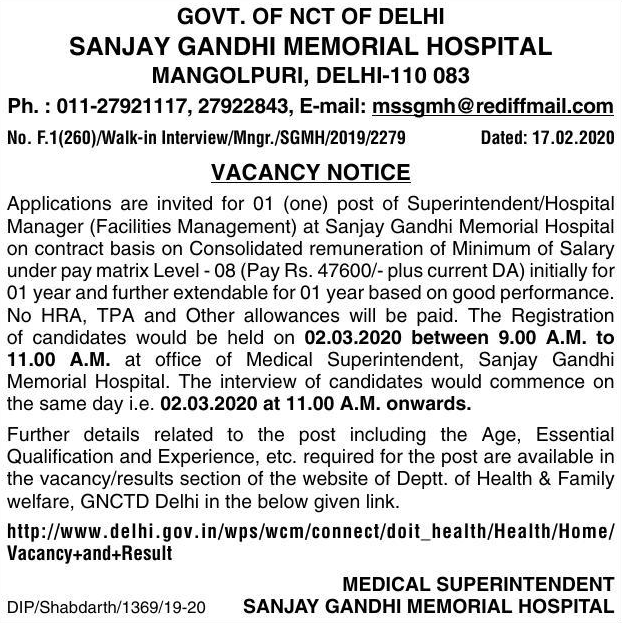 GOVT. OF NCT OF DELHI
SANJAY GANDHI MEMORIAL HOSPITAL
MANGOLPURI, DELHI-110 083
Ph. : 011-27921117, 27922843, E-mail: mssgmh@rediffmail.com
No. F.1(260)/Walk-in Interview/Mngr./SGMH/2019/2279 Dated: 17.02.2020
VACANCY NOTICE
Applications are invited for 01 (one) post of Superintendent/Hospital
Manager (Facilities Management) at Sanjay Gandhi Memorial Hospital
on contract basis on Consolidated remuneration of Minimum of Salary
under pay matrix Level - 08 (Pay Rs. 47600/- plus current DA) initially for
01 year and further extendable for 01 year based on good performance.
No HRA, TPA and Other allowances will be paid. The Registration
of candidates would be held on 02.03.2020 between 9.00 A.M. to
11.00 A.M. at office of Medical Superintendent, Sanjay Gandhi
Memorial Hospital. The interview of candidates would commence on
the same day i.e. 02.03.2020 at 11.00 A.M. onwards.
Further details related to the post including the Age, Essential
Qualification and Experience, etc. required for the post are available in
the vacancy/results section of the website of Deptt. of Health & Family
welfare, GNCTD Delhi in the below given link.
http://www.delhi.gov.in/wps/wcm/connect/doit_health/Health/Home/
Vacancy+and+Result
MEDICAL SUPERINTENDENT
DIP/Shabdarth/1369/19-20 SANJAY GANDHI MEMORIAL HOSPITAL